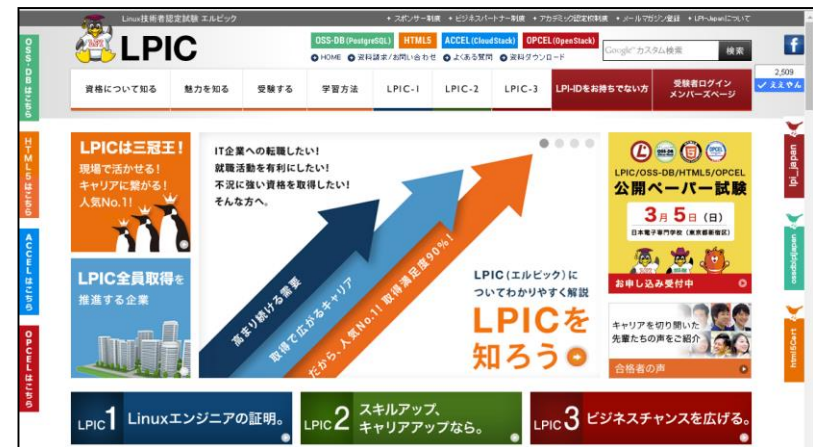 Linux技術者認定試験 エルピック
スポンサー制度
ビジネスパートナー制度
アカデミック認定校制度
メールマガジン登録
LPI-Japanについて
LPIC
OSS-DB (PostgreSQL)
HTML5
ACCEL (CloudStack)
OPCEL (OpenStack)
HOME
資料請求/お問い合わせ
よくある質問
資料ダウンロード
Google カスタム検索
検索
f
2,509
ええやん
資格について知る
魅力を知る
受験する
学習方法
LPIC-1
LPIC-2
LPIC-3
LPI-IDをお持ちでない方
受験者ログイン
メンバーズページ
OSS-DBはこちら
HTML5はこちら
ACCELはこちら
OPCELはこちら
LPICは三冠王!
現場で活かせる!
キャリアに繋がる!
人気No.1!
LPIC全員取得を
推進する企業
IT企業への転職したい!
就職活動を有利にしたい!
不況に強い資格を取得したい!
そんな方へ。
高まり続ける需要
取得で広がるキャリア
だから、人気No.1! 取得満足度90%!
LPIC(エルピック)に
ついてわかりやすく解説
LPICを
知ろう
LPIC/OSS-DB/HTML5/OPCEL
公開ペーパー試験
3月5日(日)
日本電子専門学校(東京都新宿区)
お申し込み受付中
キャリアを切り開いた
先輩たちの声をご紹介
合格者の声
lpi_japan
ossdbjapan
html5cert
LPIC 1 Linuxエンジニアの証明。
LPIC 2 スキルアップ、
キャリアアップなら。
LPIC 3 ビジネスチャンスを広げる。